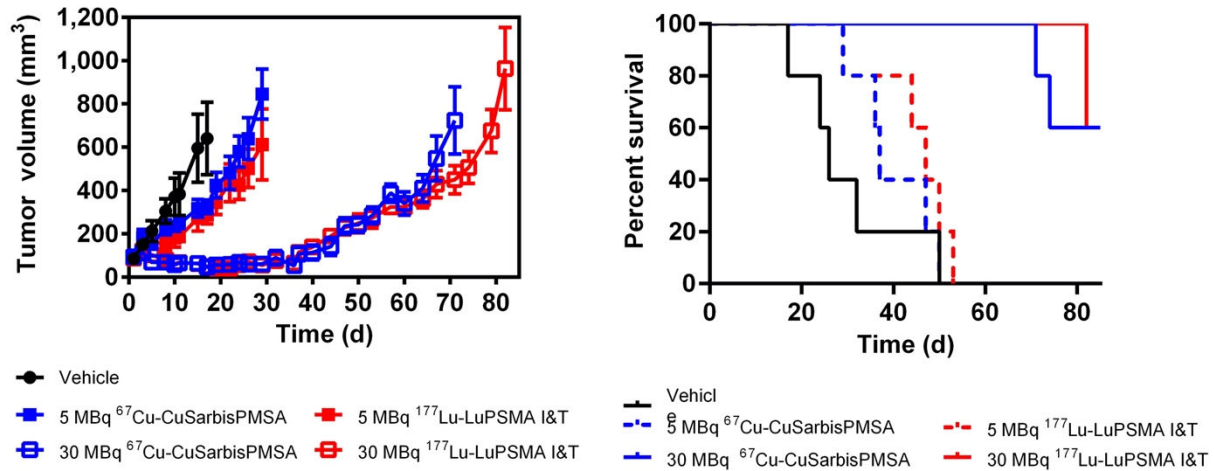 1,200
1,000
800
600
400
200
0
Tumor volume (mm³)
0 10 20 30 40 50 60 70 80
Time (d)
Vehicle
5 MBq ⁶⁷Cu-CuSarbisPMSA
5 MBq ¹⁷⁷Lu-LuPSMA I&T
30 MBq ⁶⁷Cu-CuSarbisPMSA
30 MBq ¹⁷⁷Lu-LuPSMA I&T
100
80
60
40
20
0
Percent survival
0 20 40 60 80
Time (d)
Vehicl
e
5 MBq ⁶⁷Cu-CuSarbisPMSA
5 MBq ¹⁷⁷Lu-LuPSMA I&T
30 MBq ⁶⁷Cu-CuSarbisPMSA
30 MBq ¹⁷⁷Lu-LuPSMA I&T